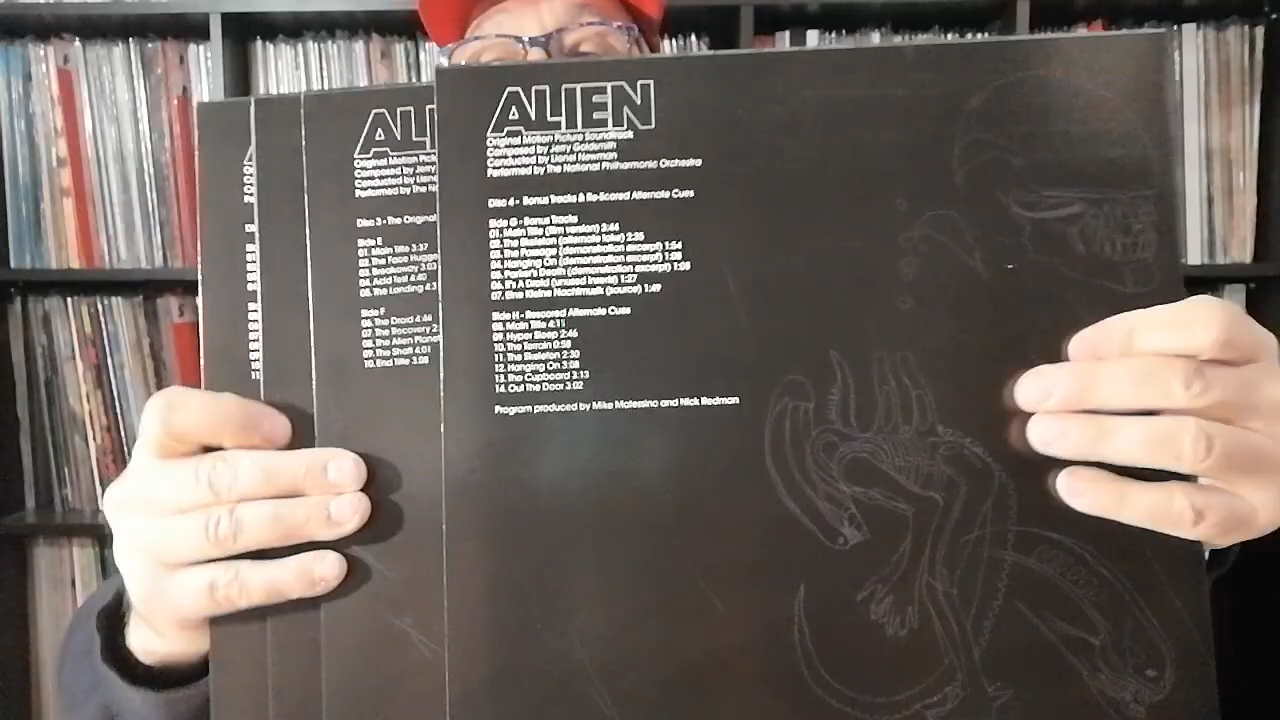 ALIEN
Original Motion Picture Soundtrack
Composed by Jerry Goldsmith
Conducted by Lionel Newman
Performed by The National Philharmonic Orchestra
Disc 4 - Bonus Tracks & Re-Scored Alternate Cues
Side G - Bonus Tracks
01. Main Title (film version) 3:44
02. The Skeleton (alternate take) 2:35
03. The Passage (demonstration excerpt) 1:54
04. Hanging On (demonstration excerpt) 1:08
05. Parker's Death (demonstration excerpt) 1:08
06. It's A Droid (unused inserts) 1:27
07. Eine Kleine Nachtmusik (source) 1:49
Side H - Rescored Alternate Cues
08. Main Title 4:11
09. Hyper Sleep 2:46
10. The Terrain 0:58
11. The Skeleton 2:30
12. Hanging On 3:08
13. The Cupboard 3:13
14. Out The Door 3:02
Program produced by Mike Matessino and Nick Redman
ALI
Original Motion Pict
Composed by Jerry
Conducted by Lione
Performed by The Na
Disc 3 - The Original
Side E
01. Main Title 3:37
02. The Face Hugge
03. Breakaway 3:03
04. Acid Test 4:40
05. The Landing 4:3
Side F
06. The Droid 4:44
07. The Recovery 2:
08. The Alien Planet
09. The Shaft 4:01
10. End Title 3:08